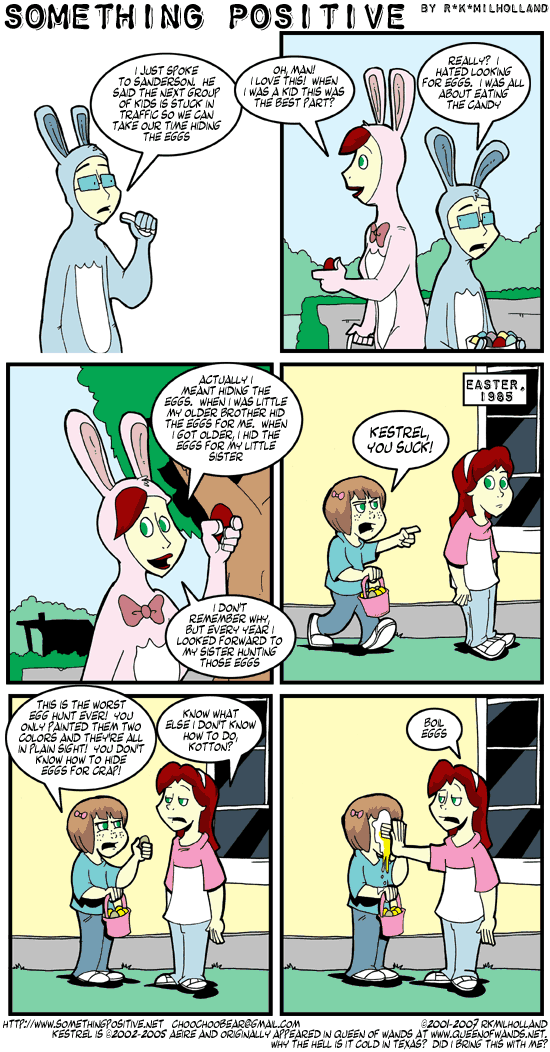 SOMETHING POSITIVE BY R*K*MILHOLLAND
I JUST SPOKE
TO SANDERSON. HE
SAID THE NEXT GROUP
OF KIDS IS STUCK IN
TRAFFIC SO WE CAN
TAKE OUR TIME HIDING
THE EGGS
OH, MAN!
I LOVE THIS! WHEN
I WAS A KID THIS WAS
THE BEST PART?
REALLY? I
HATED LOOKING
FOR EGGS. I WAS ALL
ABOUT EATING
THE CANDY
ACTUALLY I
MEANT HIDING THE
EGGS. WHEN I WAS LITTLE
MY OLDER BROTHER HID
THE EGGS FOR ME. WHEN
I GOT OLDER, I HID THE
EGGS FOR MY LITTLE
SISTER
I DON'T
REMEMBER WHY,
BUT EVERY YEAR I
LOOKED FORWARD TO
MY SISTER HUNTING
THOSE EGGS
EASTER,
1985
KESTREL,
YOU SUCK!
THIS IS THE WORST
EGG HUNT EVER! YOU
ONLY PAINTED THEM TWO
COLORS AND THEY'RE ALL
IN PLAIN SIGHT! YOU DON'T
KNOW HOW TO HIDE
EGGS FOR CRAP!
KNOW WHAT
ELSE I DON'T KNOW
HOW TO DO,
KOTTON?
BOIL
EGGS
HTTP://WWW.SOMETHINGPOSITIVE.NET CHOOCHOOBEAR@GMAIL.COM ©2001-2007 RKMILHOLLAND
KESTREL IS ©2002-2005 AEIRE AND ORIGINALLY APPEARED IN QUEEN OF WANDS AT WWW.QUEENOFWANDS.NET.
WHY THE HELL IS IT COLD IN TEXAS? DID I BRING THIS WITH ME?